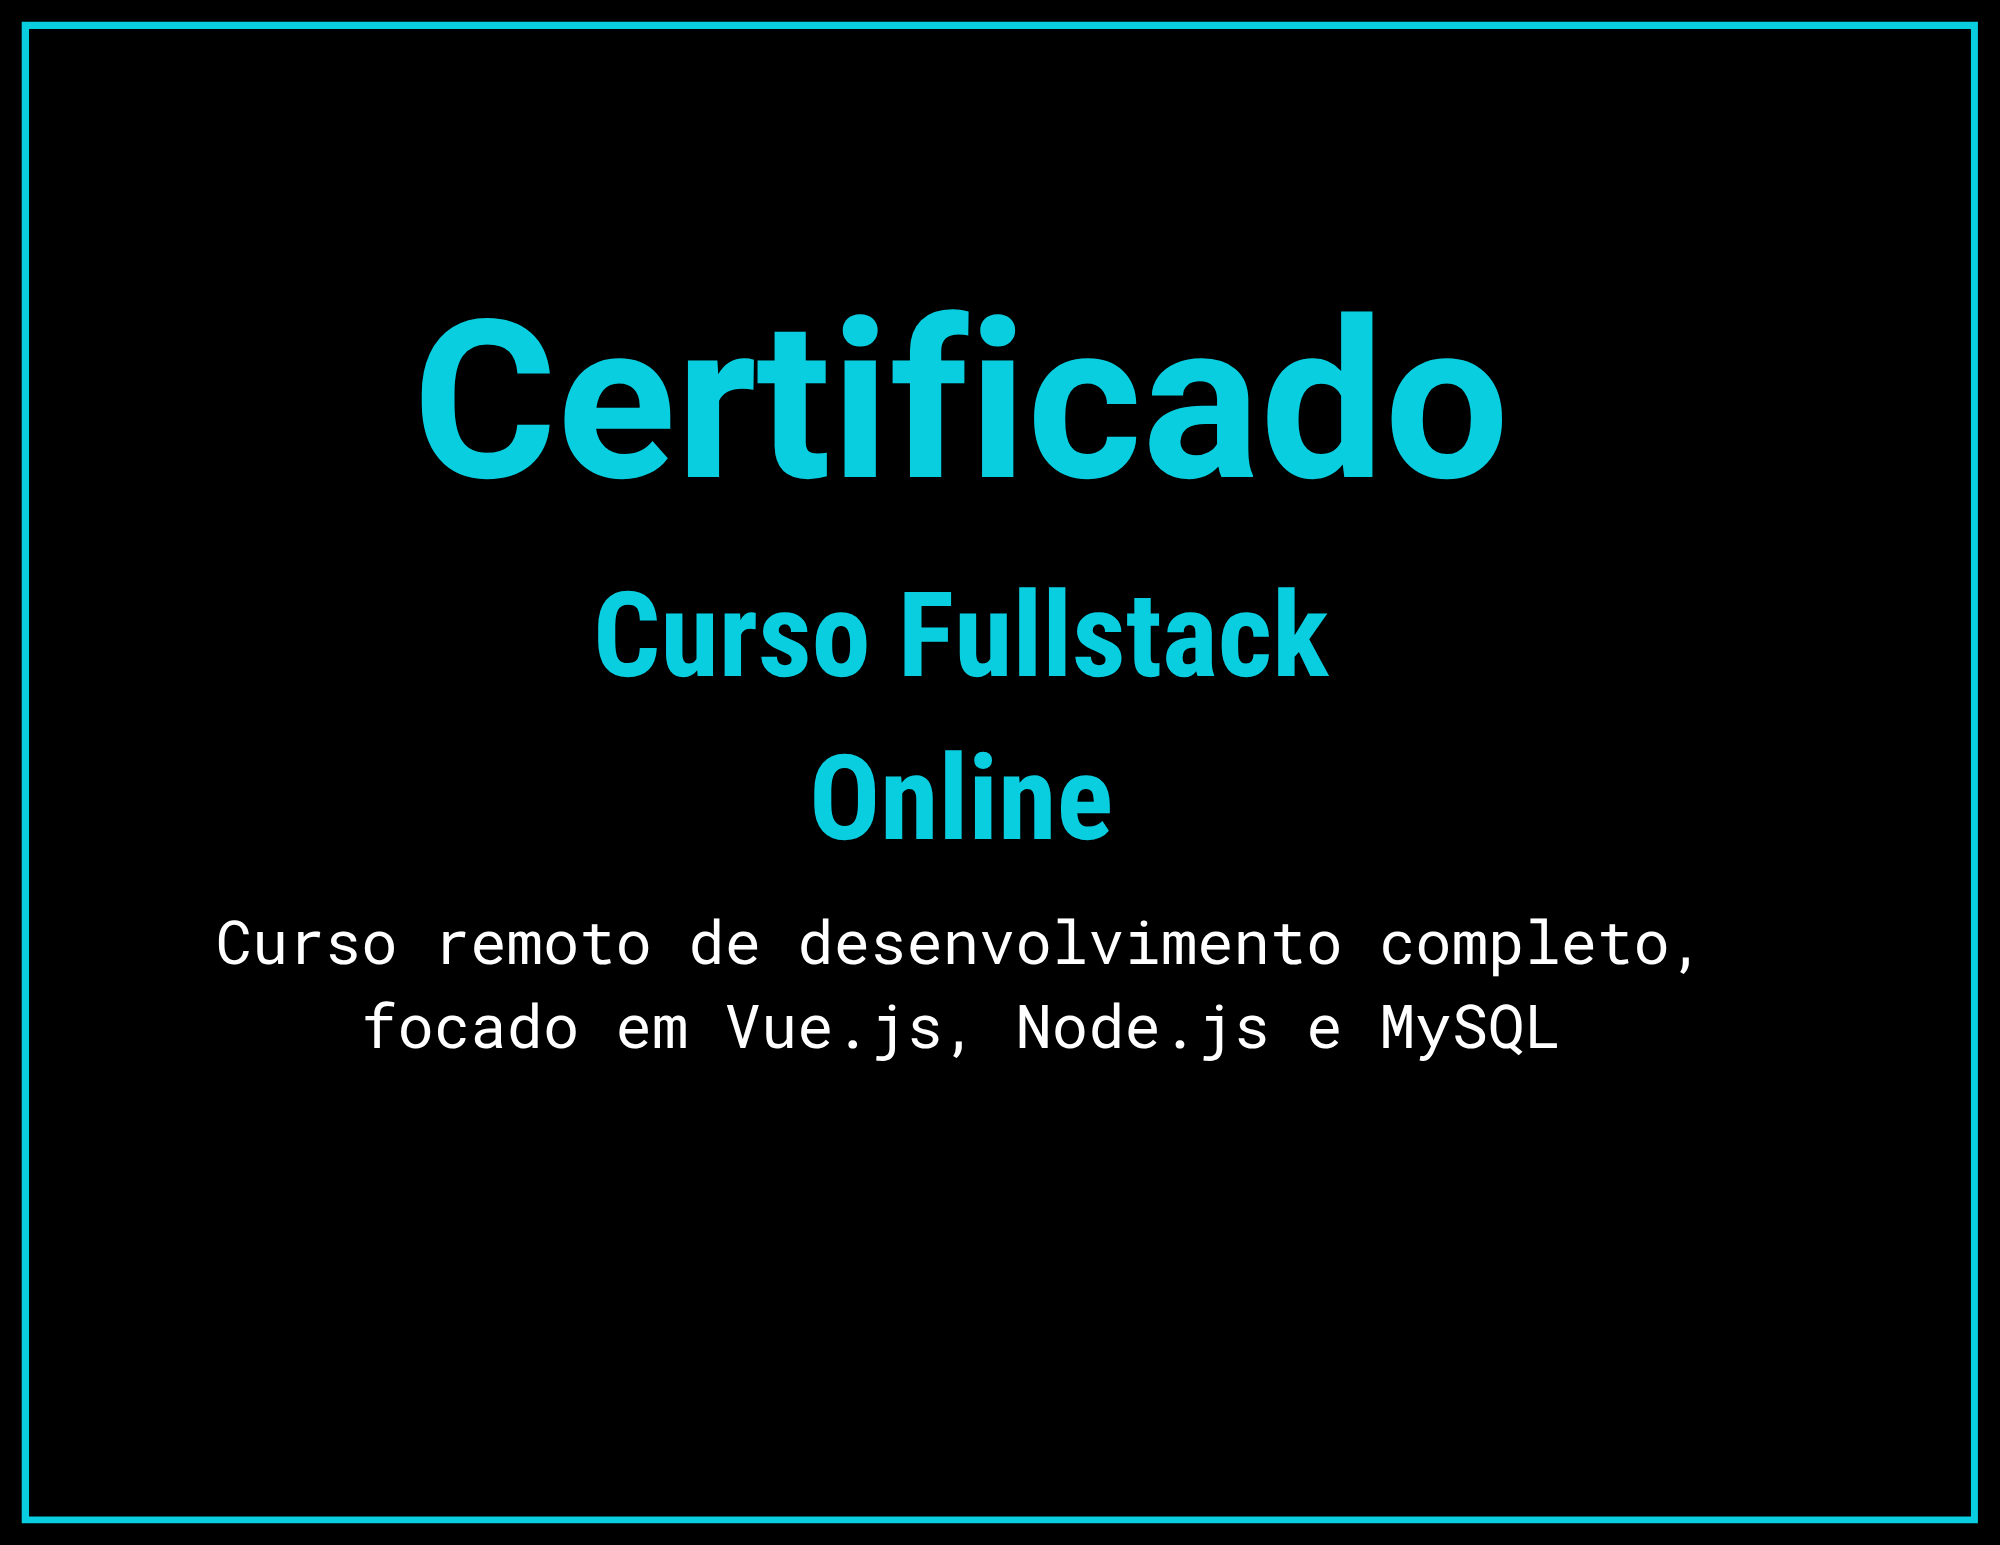 Certificado
Curso Fullstack
Online
Curso remoto de desenvolvimento completo,
focado em Vue.js, Node.js e MySQL